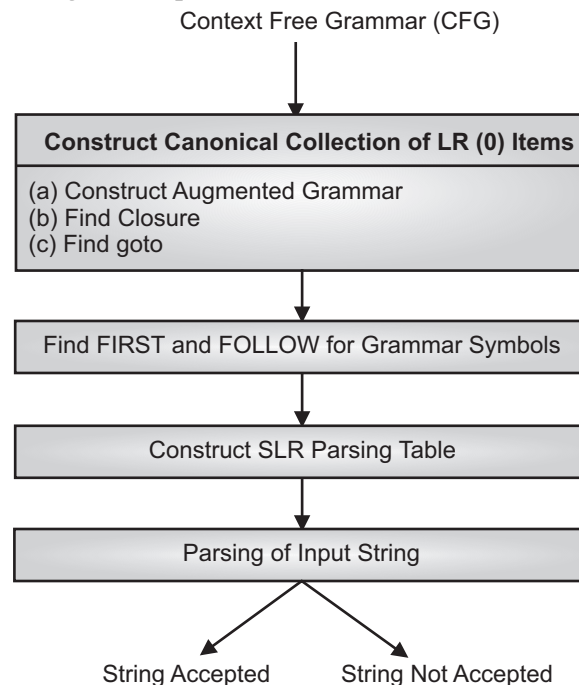 Context Free Grammar (CFG)
Construct Canonical Collection of LR (0) Items
(a) Construct Augmented Grammar
(b) Find Closure
(c) Find goto
Find FIRST and FOLLOW for Grammar Symbols
Construct SLR Parsing Table
Parsing of Input String
String Accepted String Not Accepted